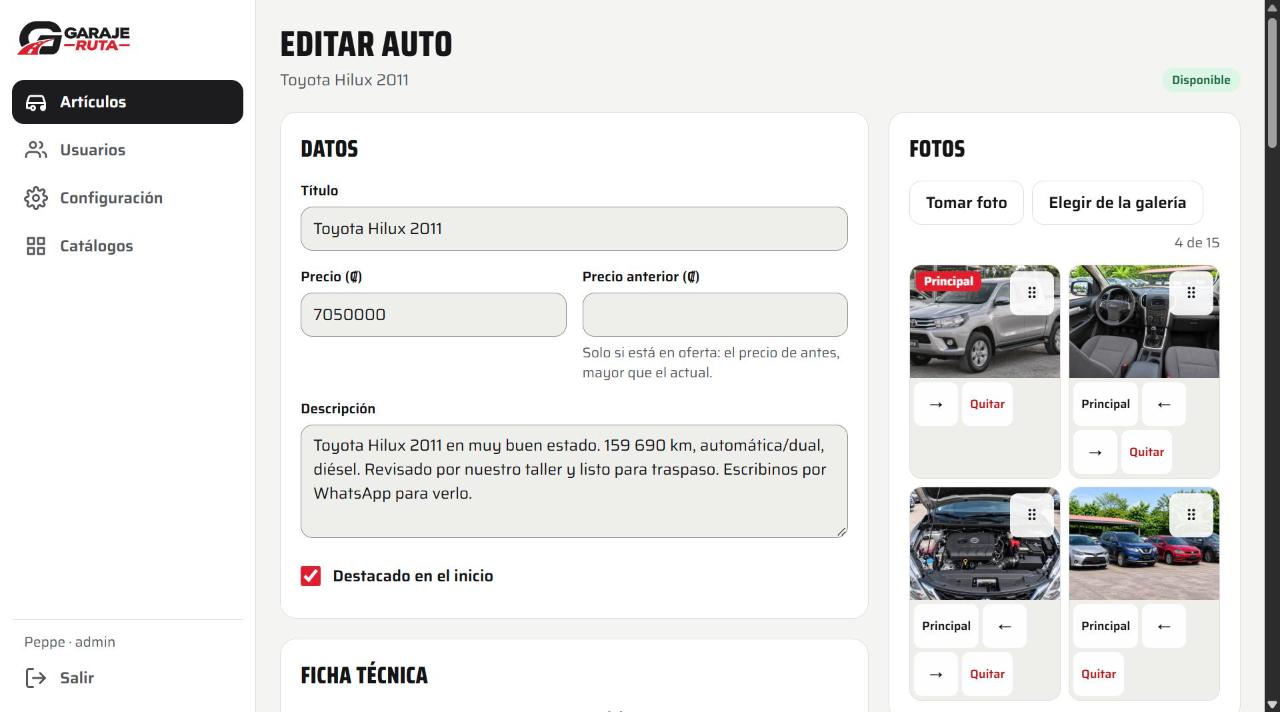 GARAJE
RUTA
Artículos
Usuarios
Configuración
Catálogos
Peppe · admin
Salir
EDITAR AUTO
Toyota Hilux 2011
Disponible
DATOS
Título
Toyota Hilux 2011
Precio (₡)
Precio anterior (₡)
7050000
Solo si está en oferta: el precio de antes,
mayor que el actual.
Descripción
Toyota Hilux 2011 en muy buen estado. 159 690 km, automática/dual,
diésel. Revisado por nuestro taller y listo para traspaso. Escribinos por
WhatsApp para verlo.
Destacado en el inicio
FICHA TÉCNICA
FOTOS
Tomar foto
Elegir de la galería
4 de 15
Principal
→ Quitar
Principal ←
→ Quitar
Principal ←
→ Quitar
Principal ←
Quitar